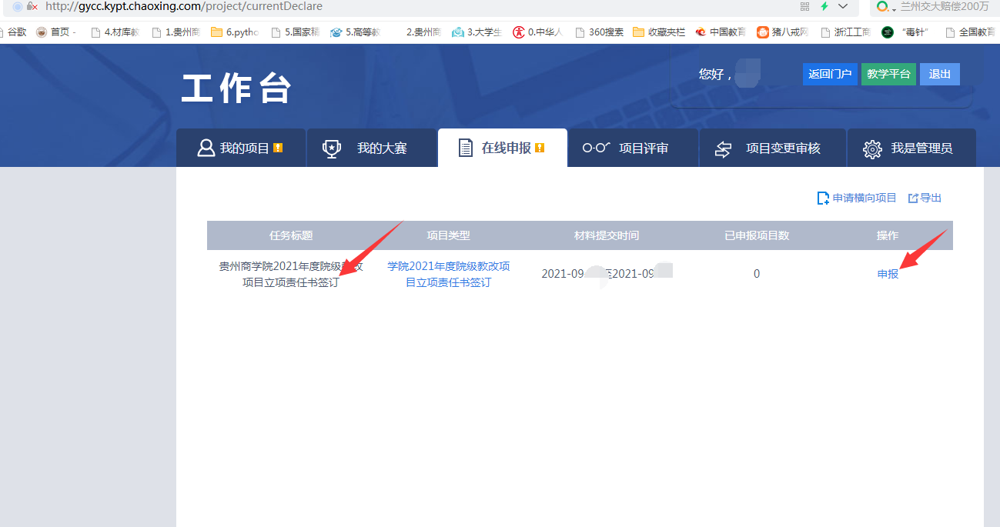 http://gycc.kypt.chaoxing.com/project/currentDeclare
兰州交大赔偿200万
谷歌 首页 - 4.材库教 1.贵州商 6.pytho 5.国家精 5.高等教 2.贵州商 3.大学生 0.中华人 360搜索 收藏夹栏 中国教育 猪八戒网 浙江工商 “毒针” 全国教育
工作台
您好，
返回门户 教学平台 退出
我的项目 我的大赛 在线申报 项目评审 项目变更审核 我是管理员
申请横向项目 导出
任务标题 项目类型 材料提交时间 已申报项目数 操作
贵州商学院2021年度院级教改
项目立项责任书签订
学院2021年度院级教改项
目立项责任书签订
2021-09 至2021-09
0
申报